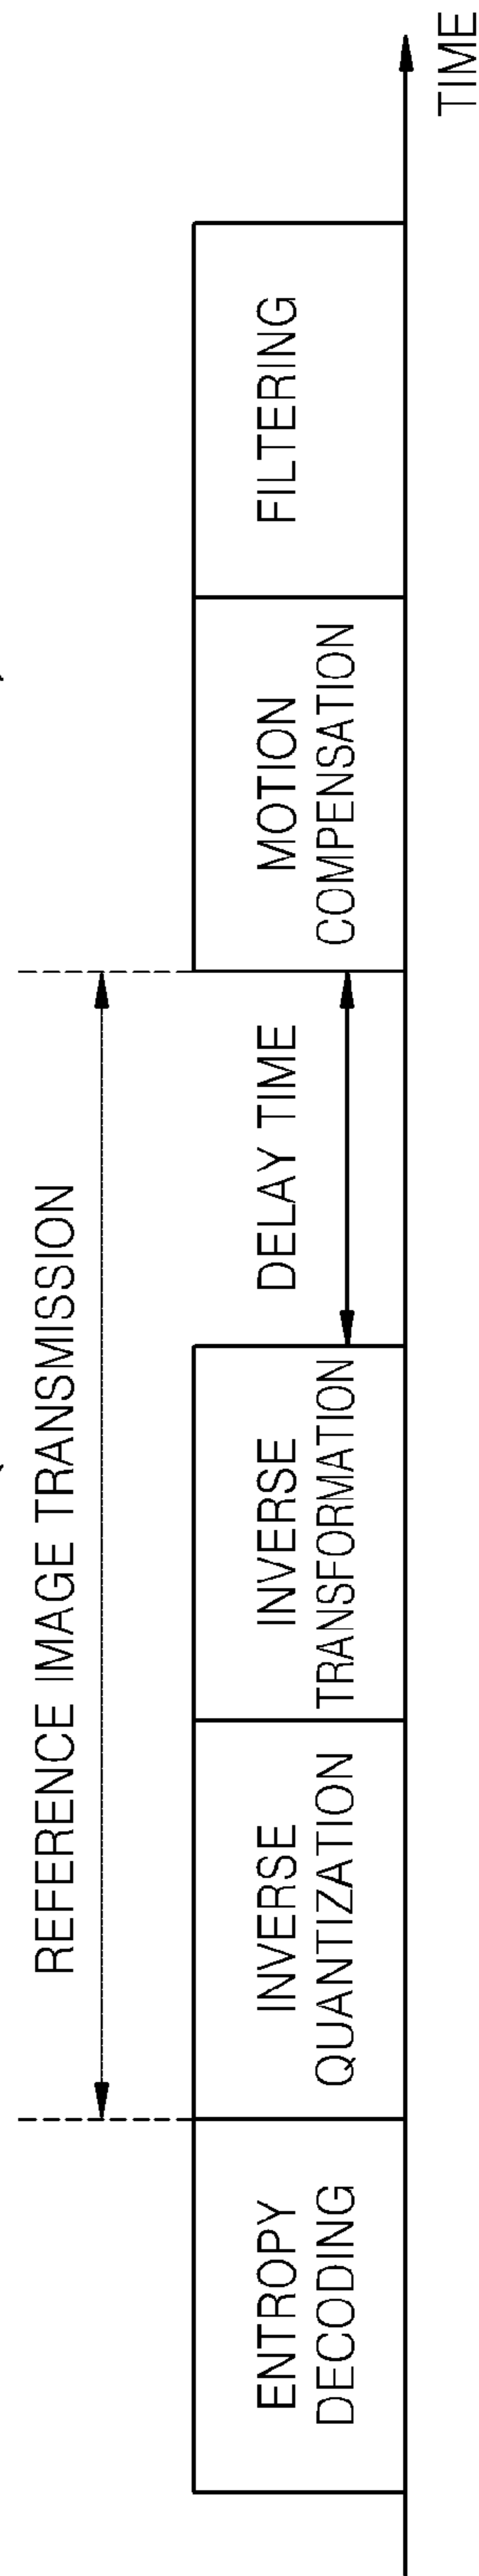 REFERENCE IMAGE TRANSMISSION
ENTROPY
DECODING
INVERSE
QUANTIZATION
INVERSE
TRANSFORMATION
DELAY TIME
MOTION
COMPENSATION
FILTERING
TIME